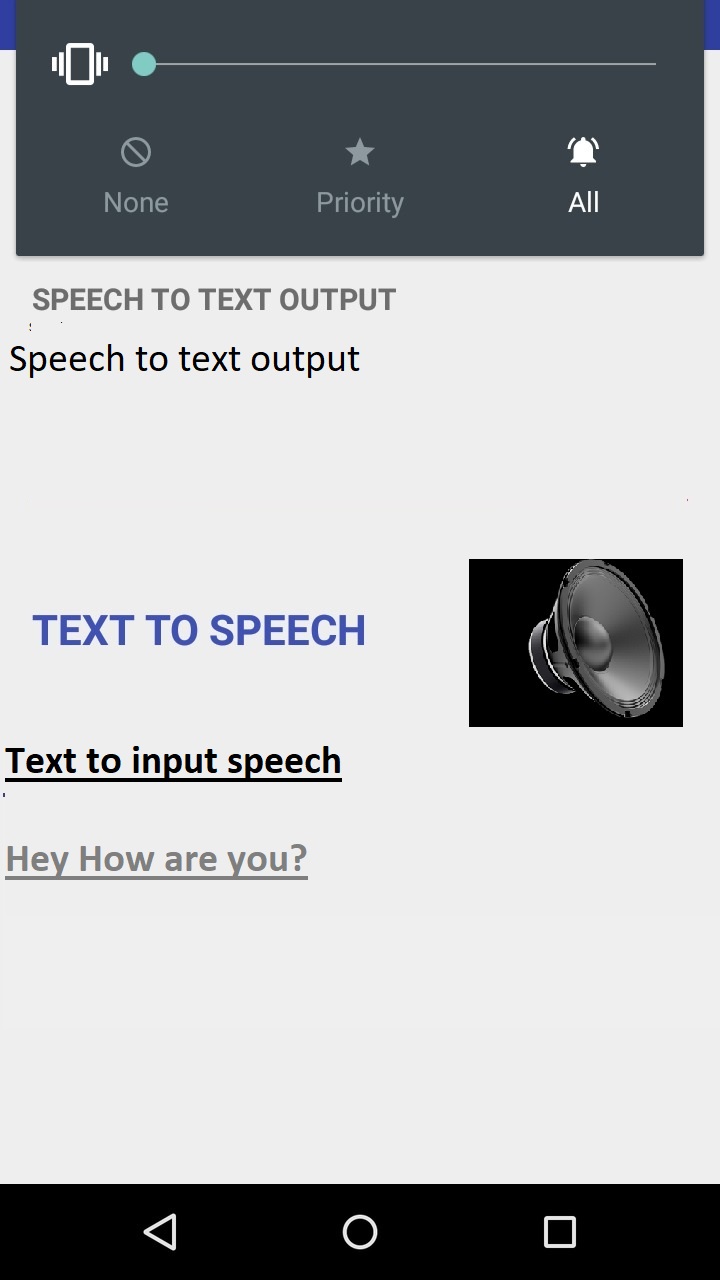 None Priority All
SPEECH TO TEXT OUTPUT
Speech to text output
TEXT TO SPEECH
Text to input speech
Hey How are you?